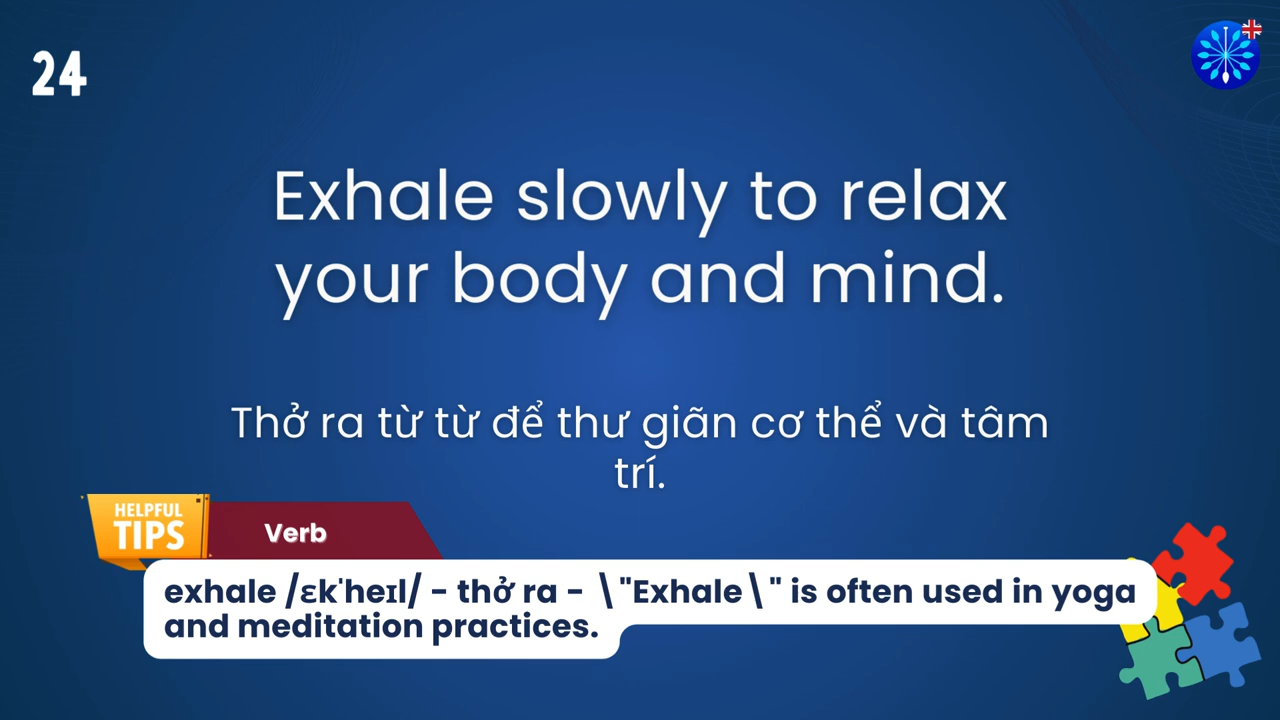 24
Exhale slowly to relax
your body and mind.
Thở ra từ từ để thư giãn cơ thể và tâm
trí.
HELPFUL
TIPS
Verb
exhale /ɛkˈheɪl/ - thở ra - \"Exhale\" is often used in yoga
and meditation practices.